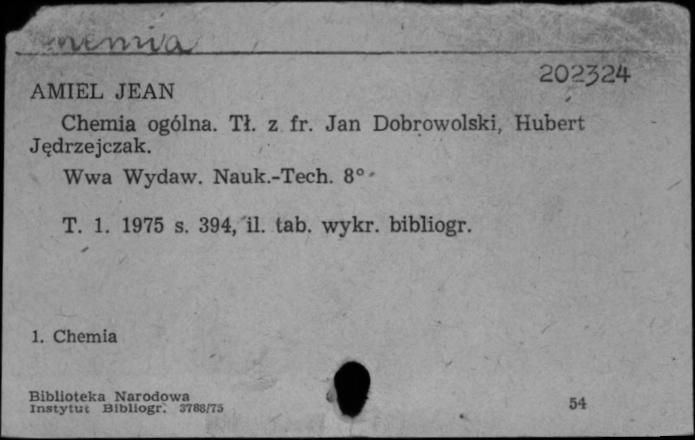 Chemia
202324
AMIEL JEAN
Chemia ogólna. Tł. z fr. Jan Dobrowolski, Hubert
Jędrzejczak.
Wwa Wydaw. Nauk.-Tech. 8°
T. 1. 1975 s. 394, il. tab. wykr. bibliogr.
1. Chemia
Biblioteka Narodowa
Instytut Bibliogr. 3788/75
54